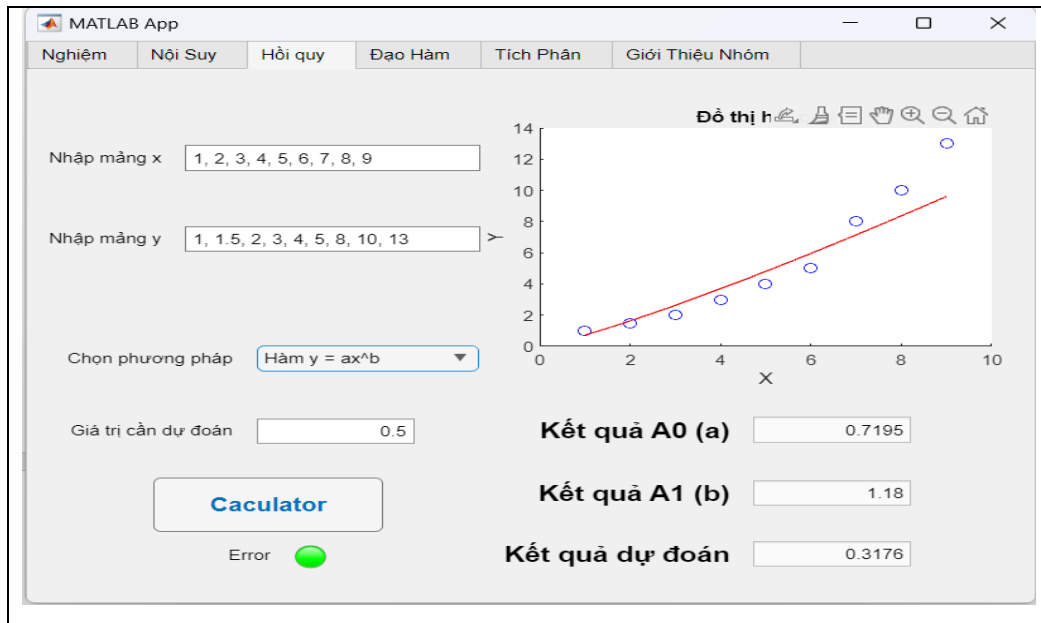 MATLAB App
Nghiệm Nội Suy Hồi quy Đạo Hàm Tích Phân Giới Thiệu Nhóm
Nhập mảng x 1, 2, 3, 4, 5, 6, 7, 8, 9
Nhập mảng y 1, 1.5, 2, 3, 4, 5, 8, 10, 13
Chọn phương pháp Hàm y = ax^b
Giá trị cần dự đoán 0.5
Caculator
Error
Đồ thị h
14
12
10
8
6
4
2
0
Y
0 2 4 6 8 10
X
Kết quả A0 (a) 0.7195
Kết quả A1 (b) 1.18
Kết quả dự đoán 0.3176